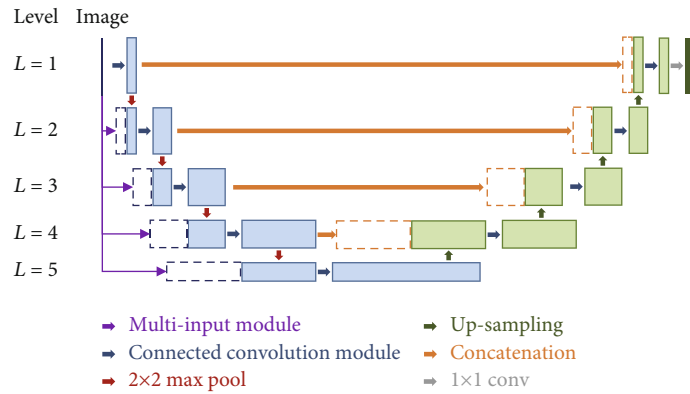 Level Image
L = 1
L = 2
L = 3
L = 4
L = 5
Multi-input module
Connected convolution module
2×2 max pool
Up-sampling
Concatenation
1×1 conv